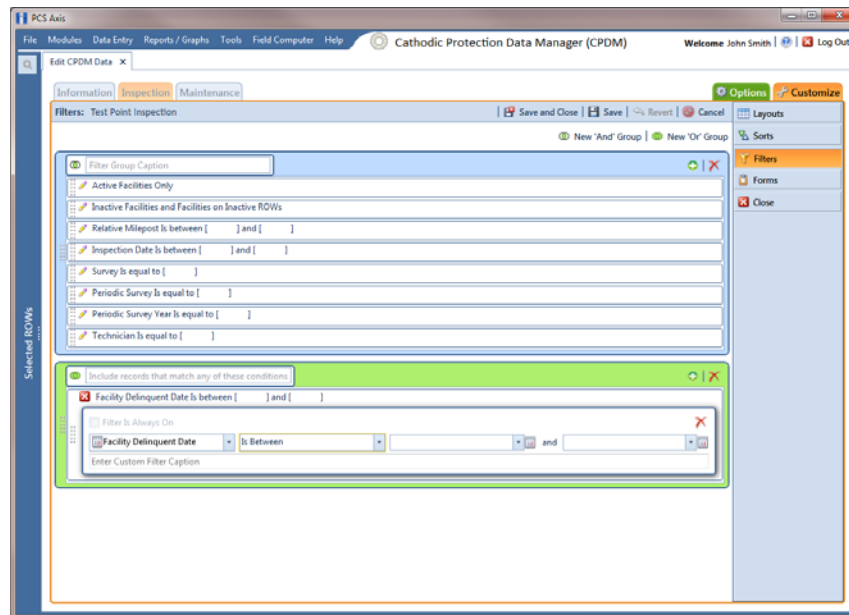 PCS Axis
File Modules Data Entry Reports / Graphs Tools Field Computer Help Cathodic Protection Data Manager (CPDM) Welcome John Smith | | Log Out
Edit CPDM Data X
Information Inspection Maintenance Options Customize
Filters: Test Point Inspection | Save and Close | Save | Revert | Cancel Layouts
New 'And' Group | New 'Or' Group Sorts
Filter Group Caption Filters
Active Facilities Only Forms
Inactive Facilities and Facilities on Inactive ROWs Close
Relative Milepost Is between [ ] and [ ]
Inspection Date Is between [ ] and [ ]
Survey Is equal to [ ]
Periodic Survey Is equal to [ ]
Periodic Survey Year Is equal to [ ]
Technician Is equal to [ ]
Selected ROWs
Include records that match any of these conditions
Facility Delinquent Date Is between [ ] and [ ]
Filter Is Always On
Facility Delinquent Date Is Between and
Enter Custom Filter Caption